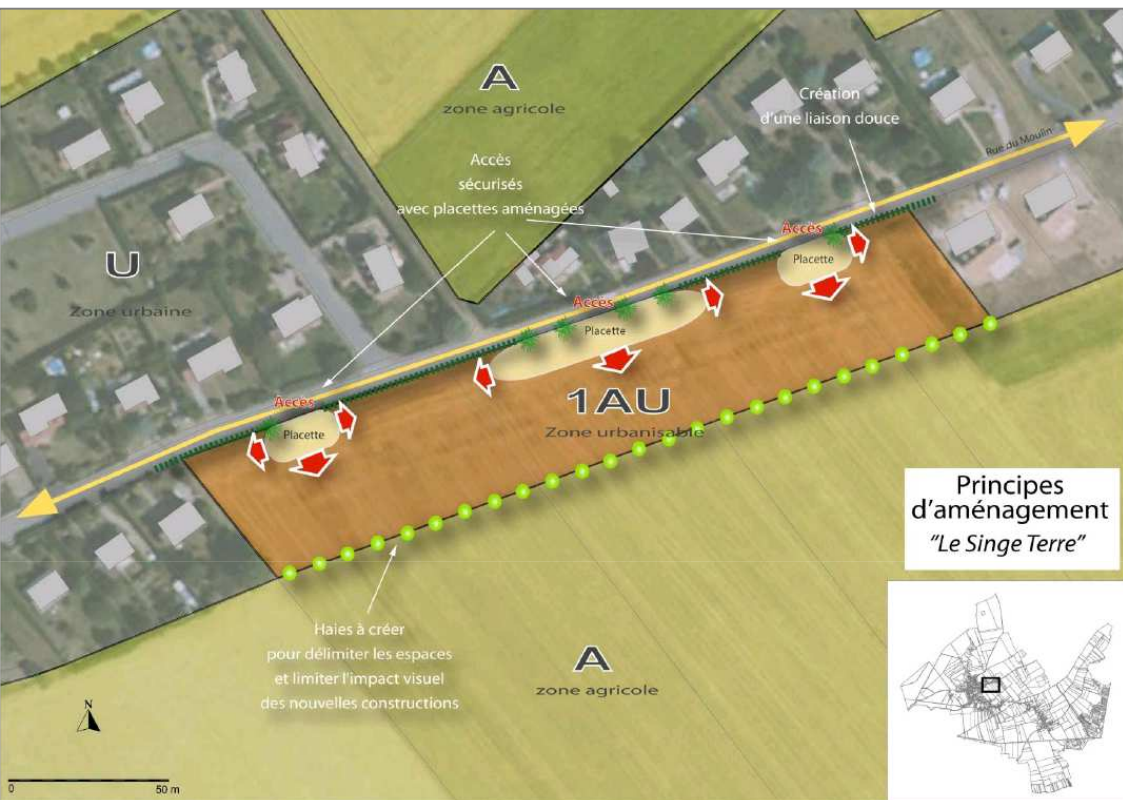 A
zone agricole
Création
d'une liaison douce
Rue du Moulin
Accès
sécurisés
avec placettes aménagées
Accès
Placette
U
Zone urbaine
Accès
Placette
1AU
Zone urbanisable
Accès
Placette
Principes
d'aménagement
"Le Singe Terre"
Haies à créer
pour délimiter les espaces
et limiter l'impact visuel
des nouvelles constructions
A
zone agricole
N
0
50 m